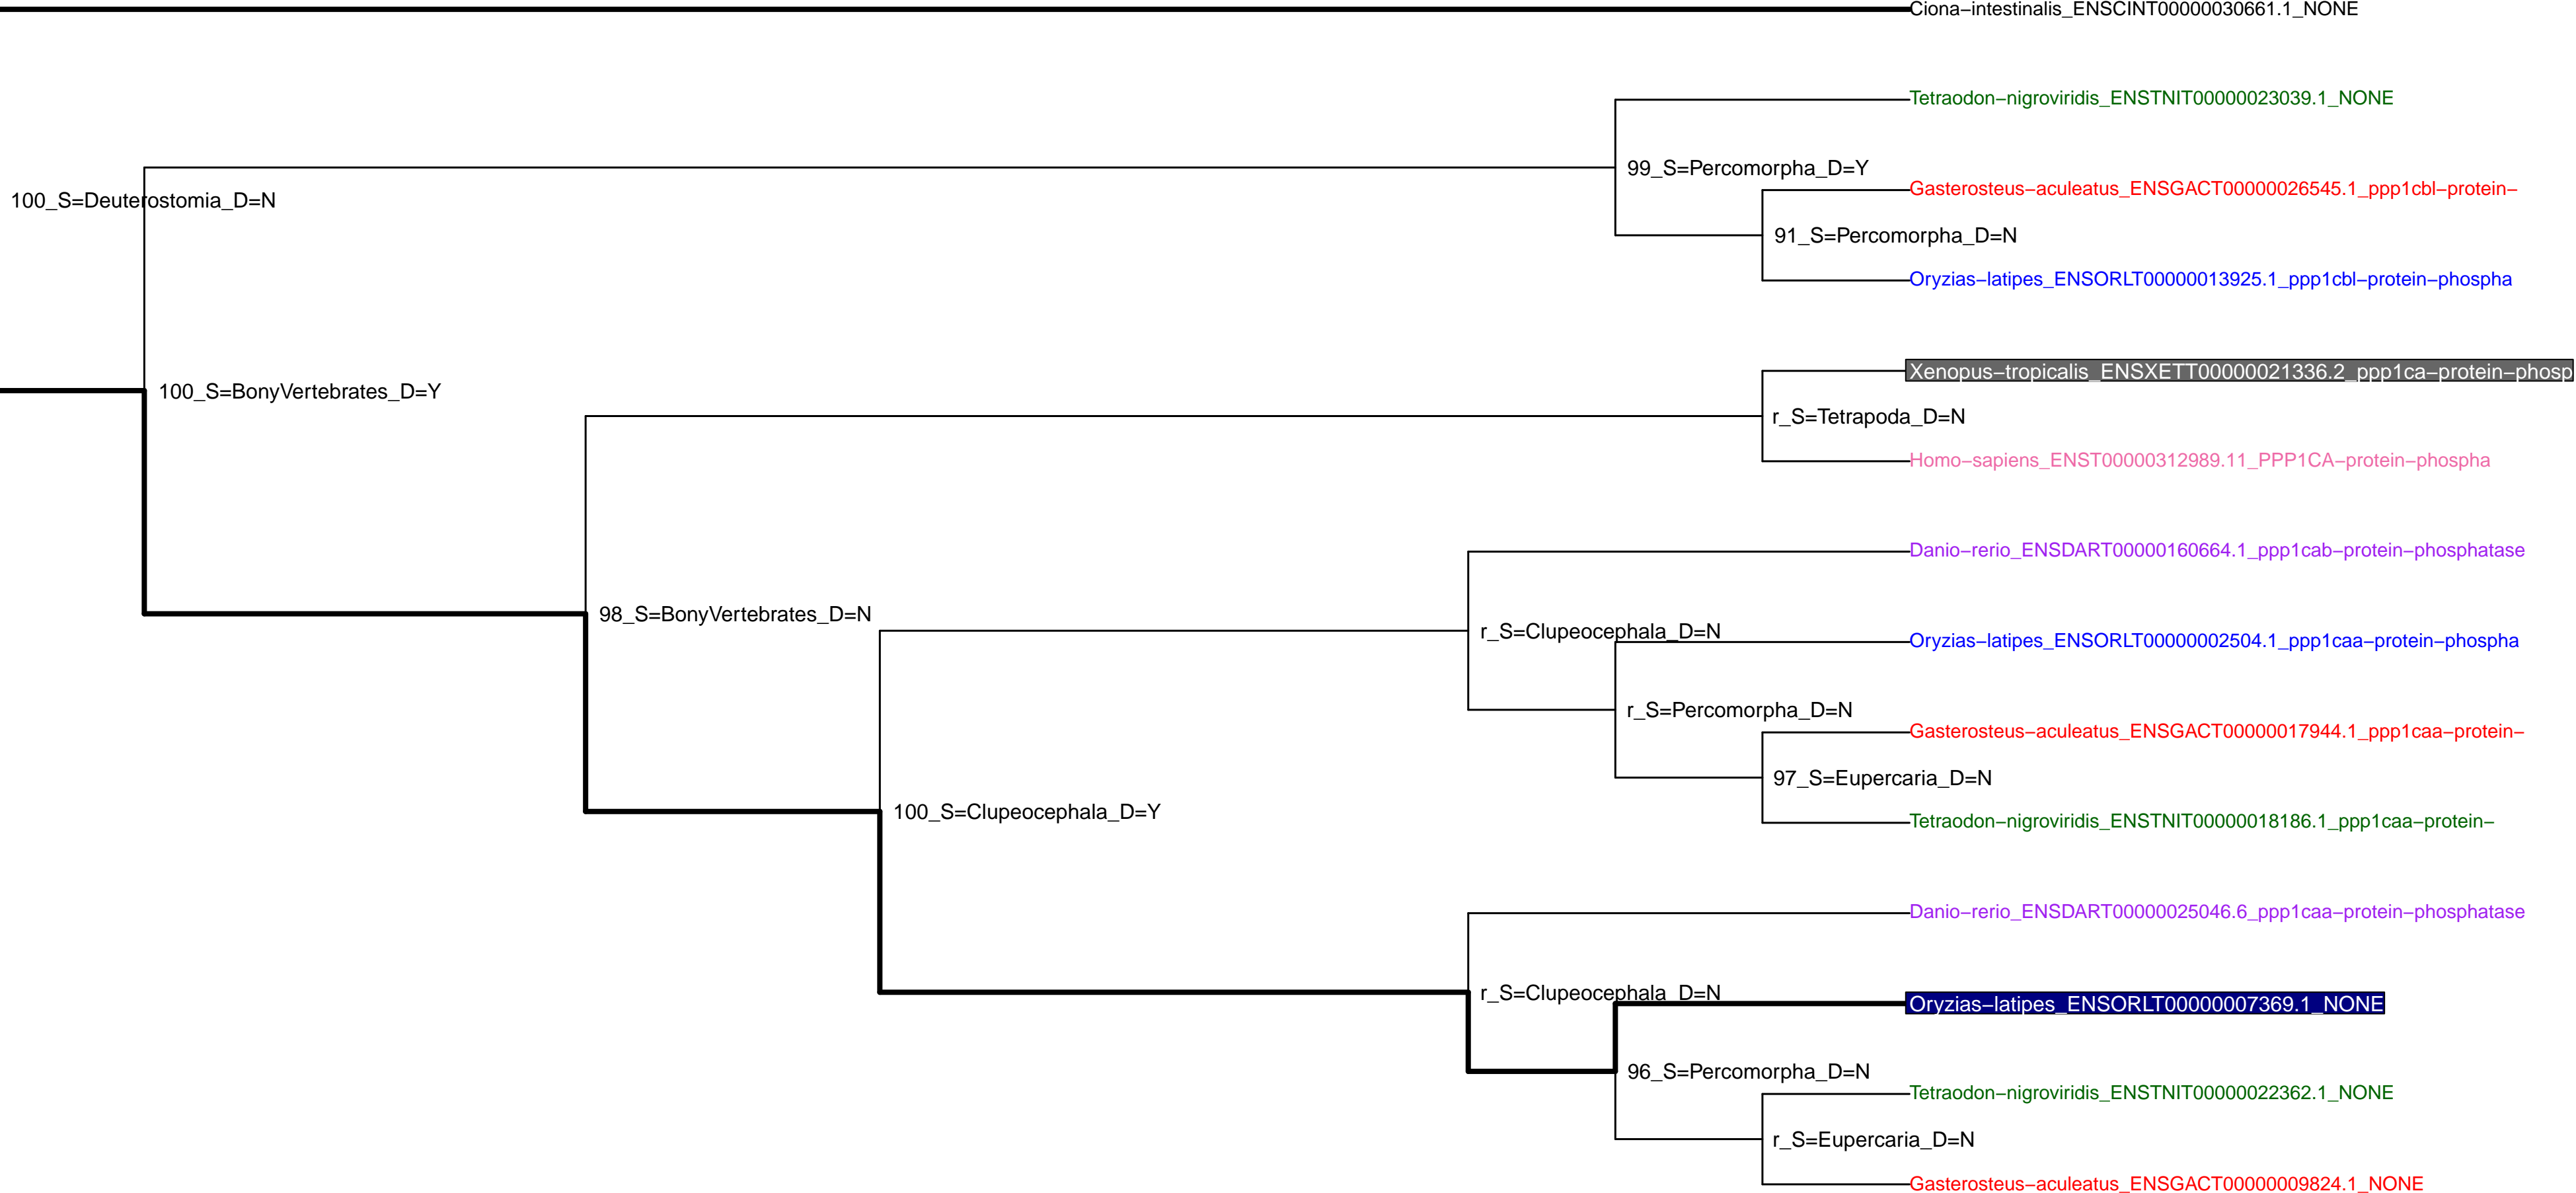 Ciona−intestinalis_ENSCINT00000030661.1_NONE
Tetraodon−nigroviridis_ENSTNIT00000023039.1_NONE
99_S=Percomorpha_D=Y
Gasterosteus−aculeatus_ENSGACT00000026545.1_ppp1cbl−protein−
100_S=Deuterostomia_D=N
91_S=Percomorpha_D=N
Oryzias−latipes_ENSORLT00000013925.1_ppp1cbl−protein−phospha
Xenopus−tropicalis_ENSXETT00000021336.2_ppp1ca−protein−phosp
100_S=BonyVertebrates_D=Y
r_S=Tetrapoda_D=N
Homo−sapiens_ENST00000312989.11_PPP1CA−protein−phospha
Danio−rerio_ENSDART00000160664.1_ppp1cab−protein−phosphatase
98_S=BonyVertebrates_D=N
r_S=Clupeocephala_D=N
Oryzias−latipes_ENSORLT00000002504.1_ppp1caa−protein−phospha
r_S=Percomorpha_D=N
Gasterosteus−aculeatus_ENSGACT00000017944.1_ppp1caa−protein−
97_S=Eupercaria_D=N
100_S=Clupeocephala_D=Y
Tetraodon−nigroviridis_ENSTNIT00000018186.1_ppp1caa−protein−
Danio−rerio_ENSDART00000025046.6_ppp1caa−protein−phosphatase
r_S=Clupeocephala_D=N
Oryzias−latipes_ENSORLT00000007369.1_NONE
96_S=Percomorpha_D=N
Tetraodon−nigroviridis_ENSTNIT00000022362.1_NONE
r_S=Eupercaria_D=N
Gasterosteus−aculeatus_ENSGACT00000009824.1_NONE